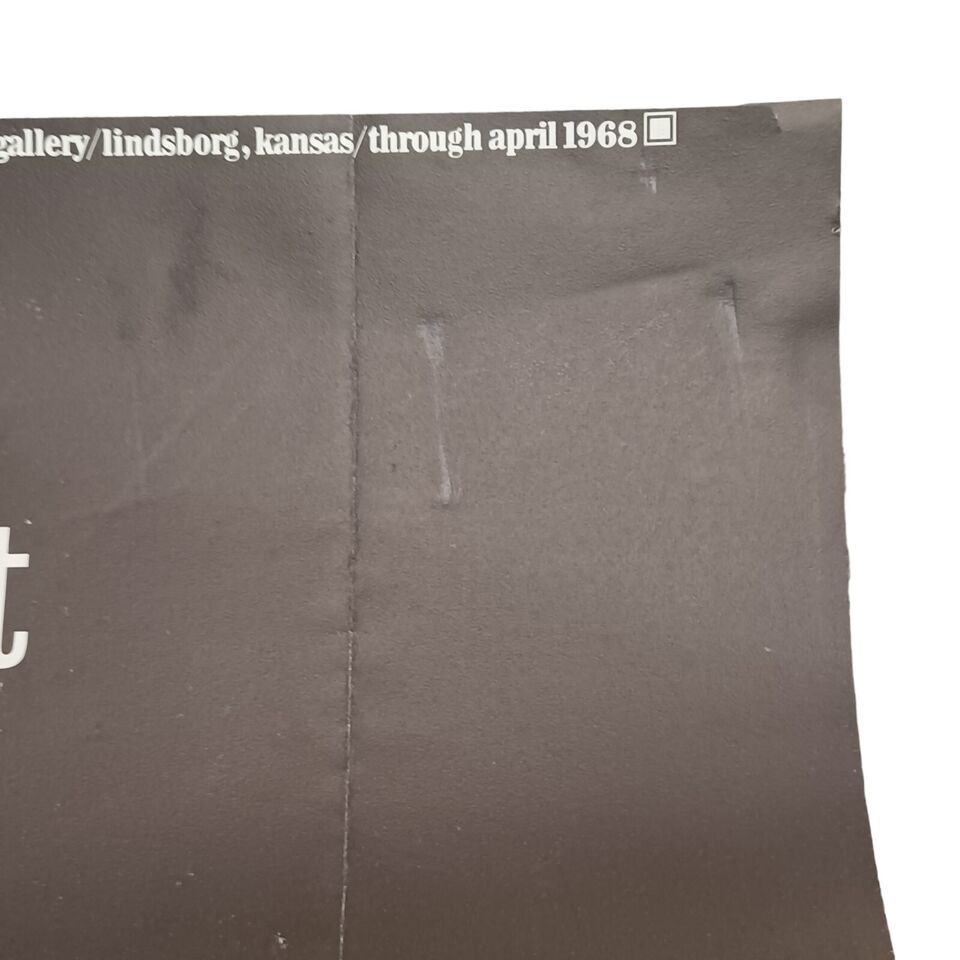 gallery/lindsborg, kansas/through april 1968
t